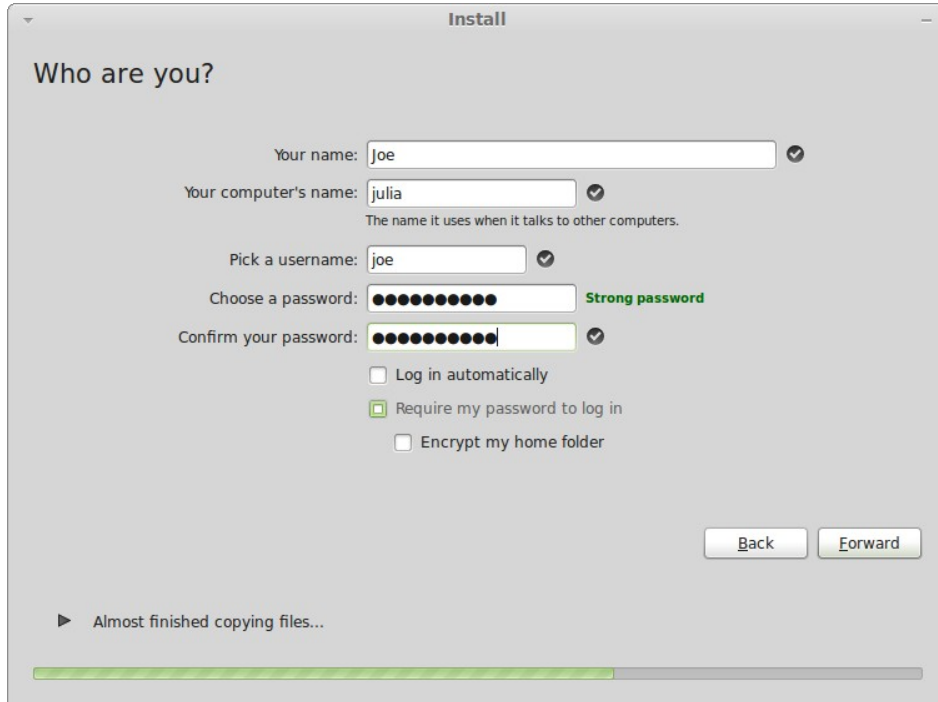 Install
Who are you?
Your name: Joe
Your computer's name: julia
The name it uses when it talks to other computers.
Pick a username: joe
Choose a password: ●●●●●●●●●● Strong password
Confirm your password: ●●●●●●●●●●
Log in automatically
Require my password to log in
Encrypt my home folder
Back Forward
Almost finished copying files...